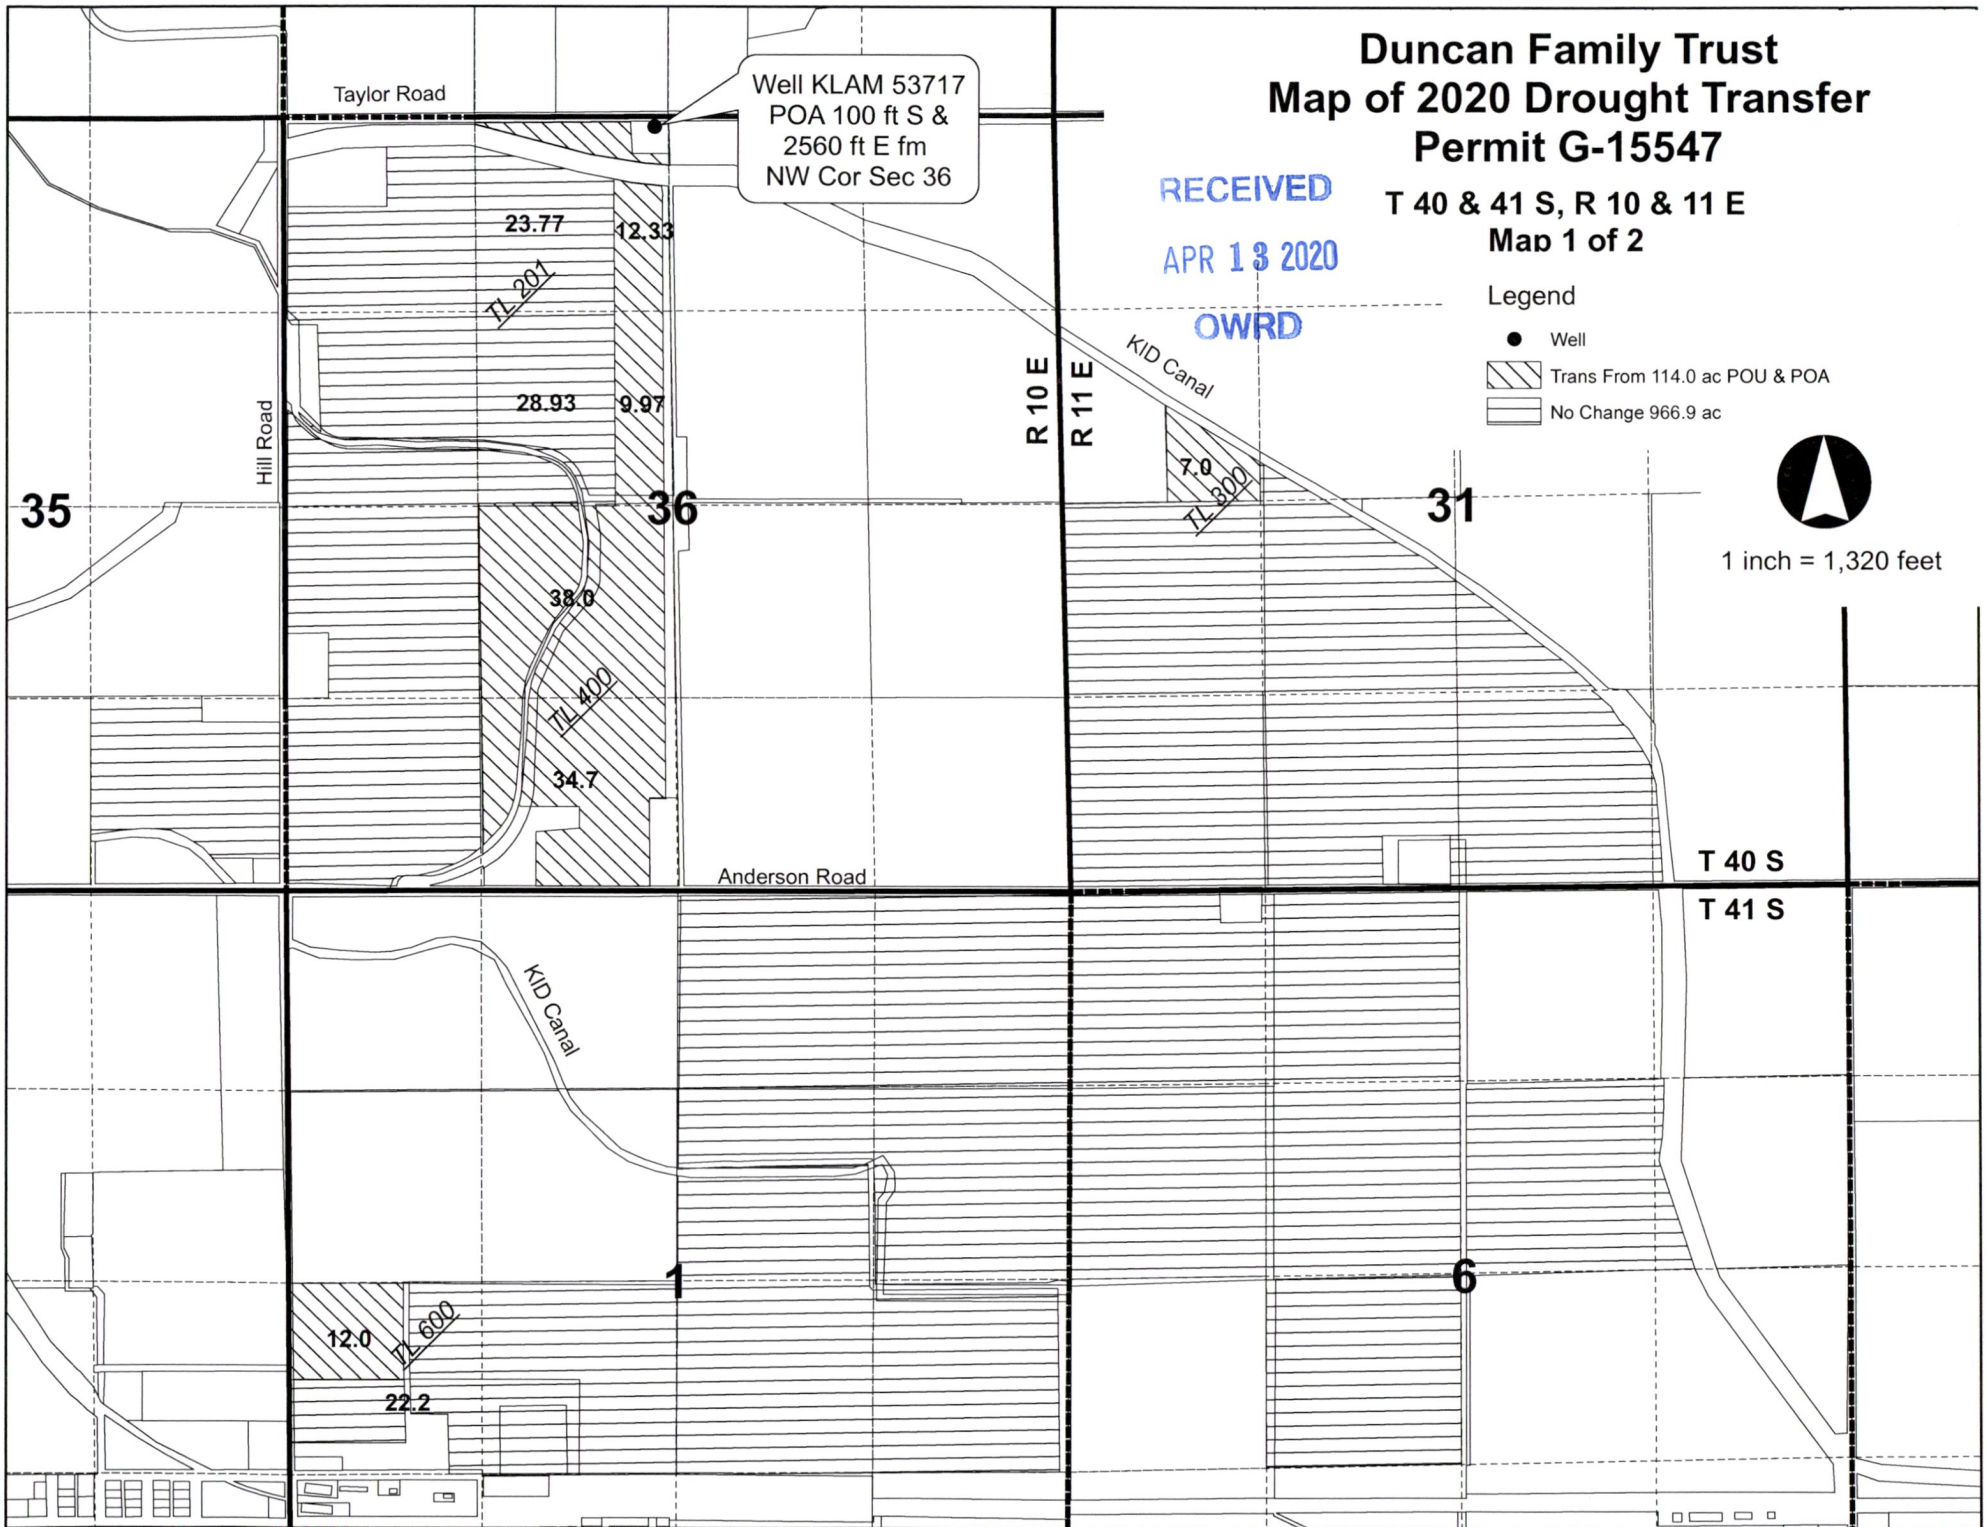 Duncan Family Trust
Map of 2020 Drought Transfer
Permit G-15547
T 40 & 41 S, R 10 & 11 E
Map 1 of 2
RECEIVED
APR 13 2020
OWRD
Legend
Well
Trans From 114.0 ac POU & POA
No Change 966.9 ac
1 inch = 1,320 feet
Taylor Road
Well KLAM 53717
POA 100 ft S &
2560 ft E fm
NW Cor Sec 36
23.77
12.33
TL 201
28.93
9.97
Hill Road
R 10 E
R 11 E
KID Canal
7.0
TL 300
35
36
31
38.0
TL 400
34.7
Anderson Road
T 40 S
T 41 S
KID Canal
1
6
12.0
TL 600
22.2